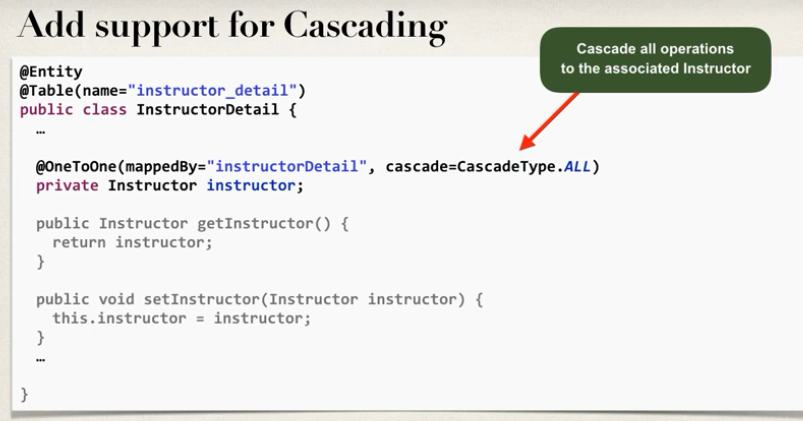 Add support for Cascading
Cascade all operations
to the associated Instructor
@Entity
@Table(name="instructor_detail")
public class InstructorDetail {
…
@OneToOne(mappedBy="instructorDetail", cascade=CascadeType.ALL)
private Instructor instructor;
public Instructor getInstructor() {
return instructor;
}
public void setInstructor(Instructor instructor) {
this.instructor = instructor;
}
…
}